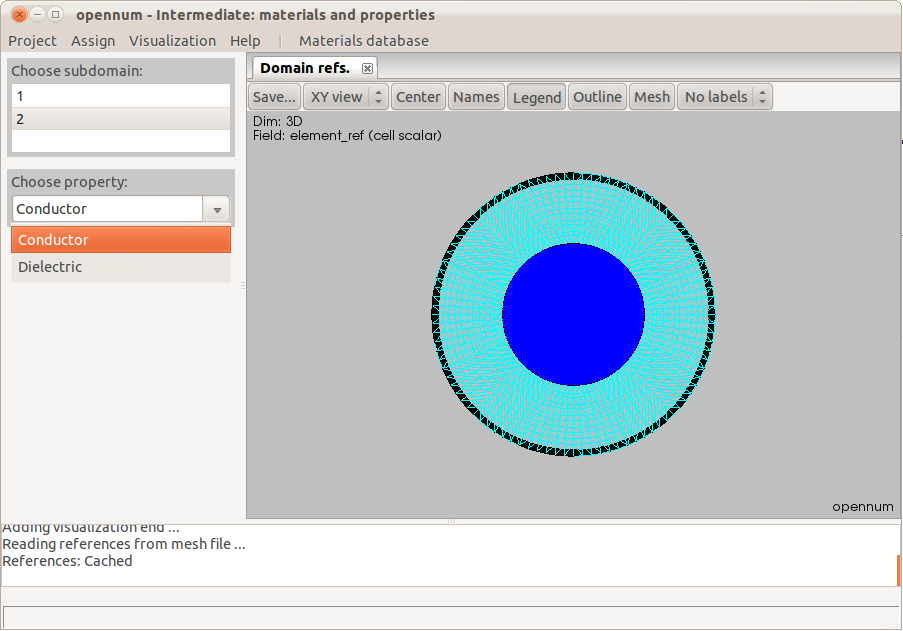 opennum - Intermediate: materials and properties
Project Assign Visualization Help | Materials database
Choose subdomain:
1
2
Choose property:
Conductor
Conductor
Dielectric
Domain refs.
Save... XY view Center Names Legend Outline Mesh No labels
Dim: 3D
Field: element_ref (cell scalar)
opennum
Adding visualization end ...
Reading references from mesh file ...
References: Cached